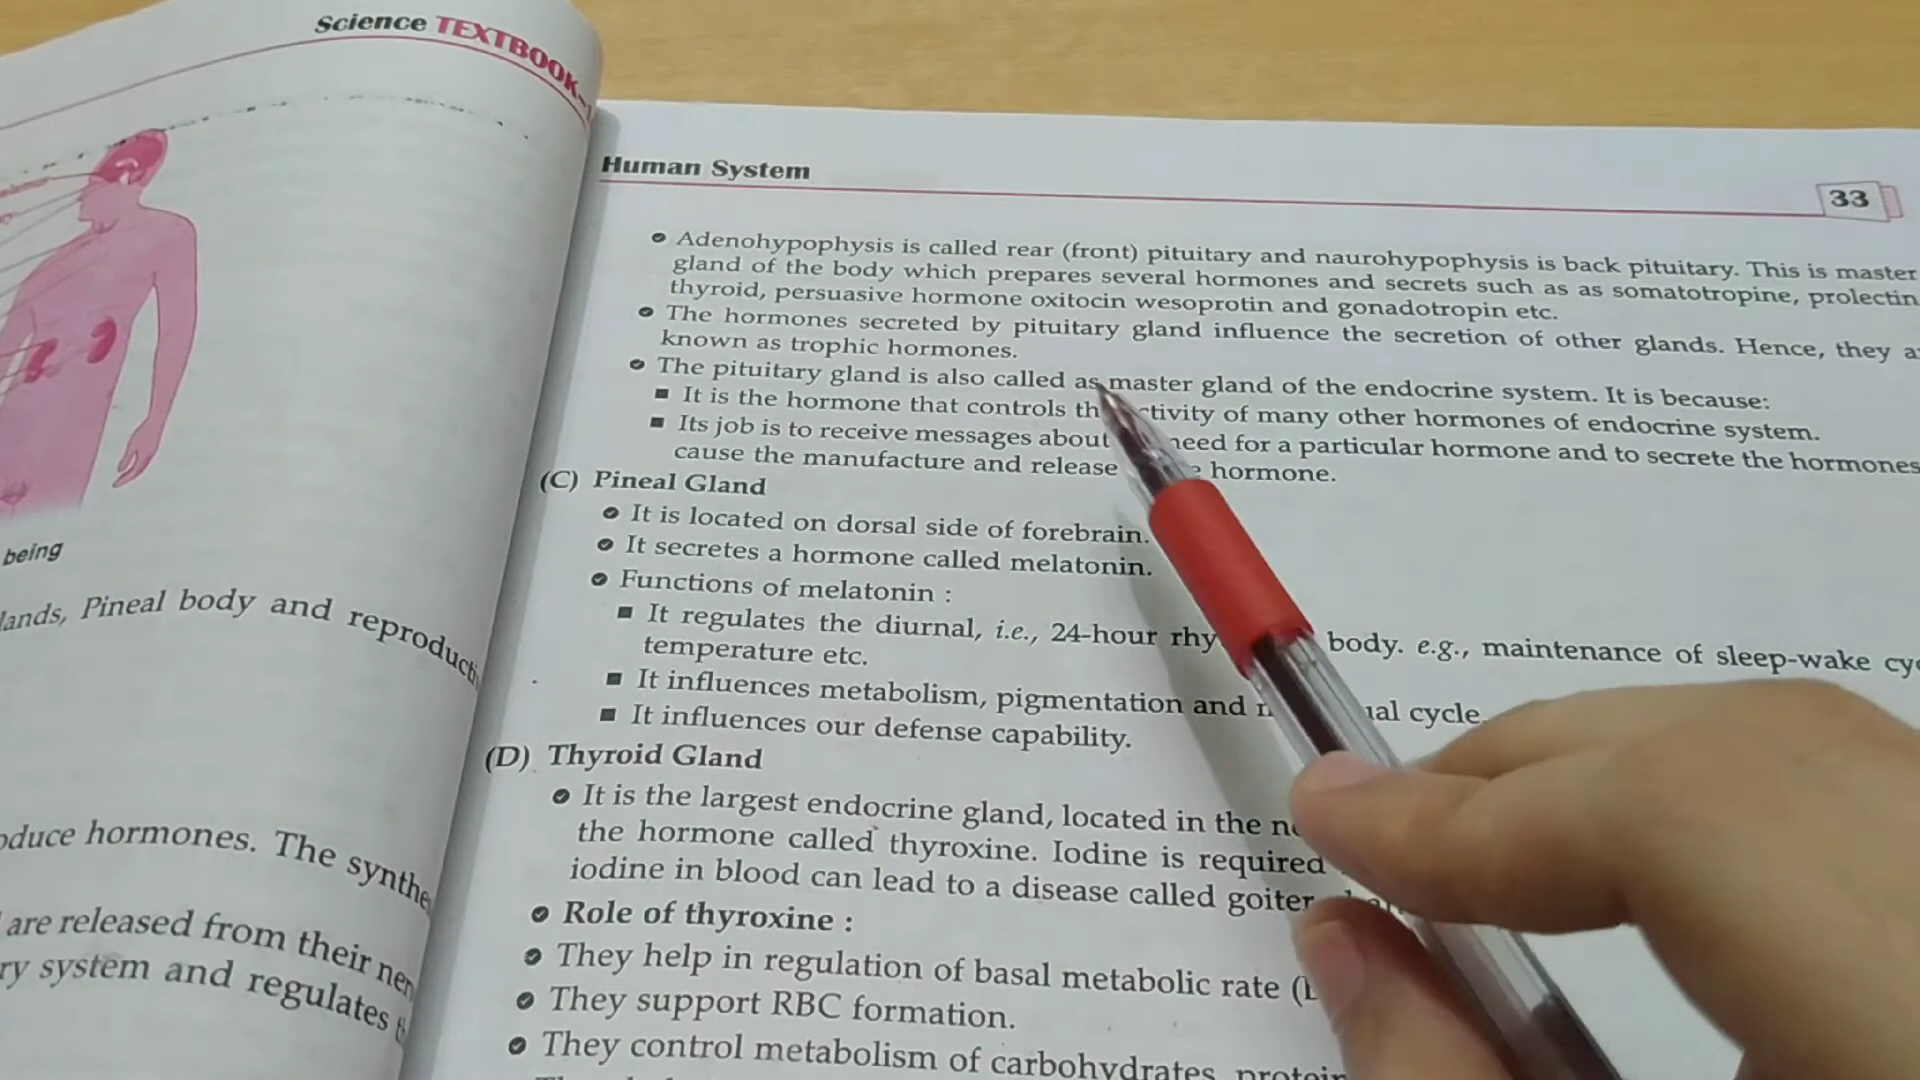 Science TEXTBOOK-
being
Pineal body and reproducti
duce hormones. The synthe
are released from their ner
ry system and regulates
Human System
33
Adenohypophysis is called rear (front) pituitary and naurohypophysis is back pituitary. This is master
gland of the body which prepares several hormones and secrets such as as somatotropine, prolectin,
thyroid, persuasive hormone oxitocin wesoprotin and gonadotropin etc.
The hormones secreted by pituitary gland influence the secretion of other glands. Hence, they a
known as trophic hormones.
The pituitary gland is also called as master gland of the endocrine system. It is because:
It is the hormone that controls th ctivity of many other hormones of endocrine system.
Its job is to receive messages about need for a particular hormone and to secrete the hormones
cause the manufacture and release hormone.
(C) Pineal Gland
It is located on dorsal side of forebrain.
It secretes a hormone called melatonin.
Functions of melatonin :
It regulates the diurnal, i.e., 24-hour rhy body. e.g., maintenance of sleep-wake cyc
temperature etc.
It influences metabolism, pigmentation and ual cycle.
It influences our defense capability.
(D) Thyroid Gland
It is the largest endocrine gland, located in the ne
the hormone called thyroxine. Iodine is required
iodine in blood can lead to a disease called goiter
Role of thyroxine :
They help in regulation of basal metabolic rate (
They support RBC formation.
They control metabolism of carbohydrates, protein